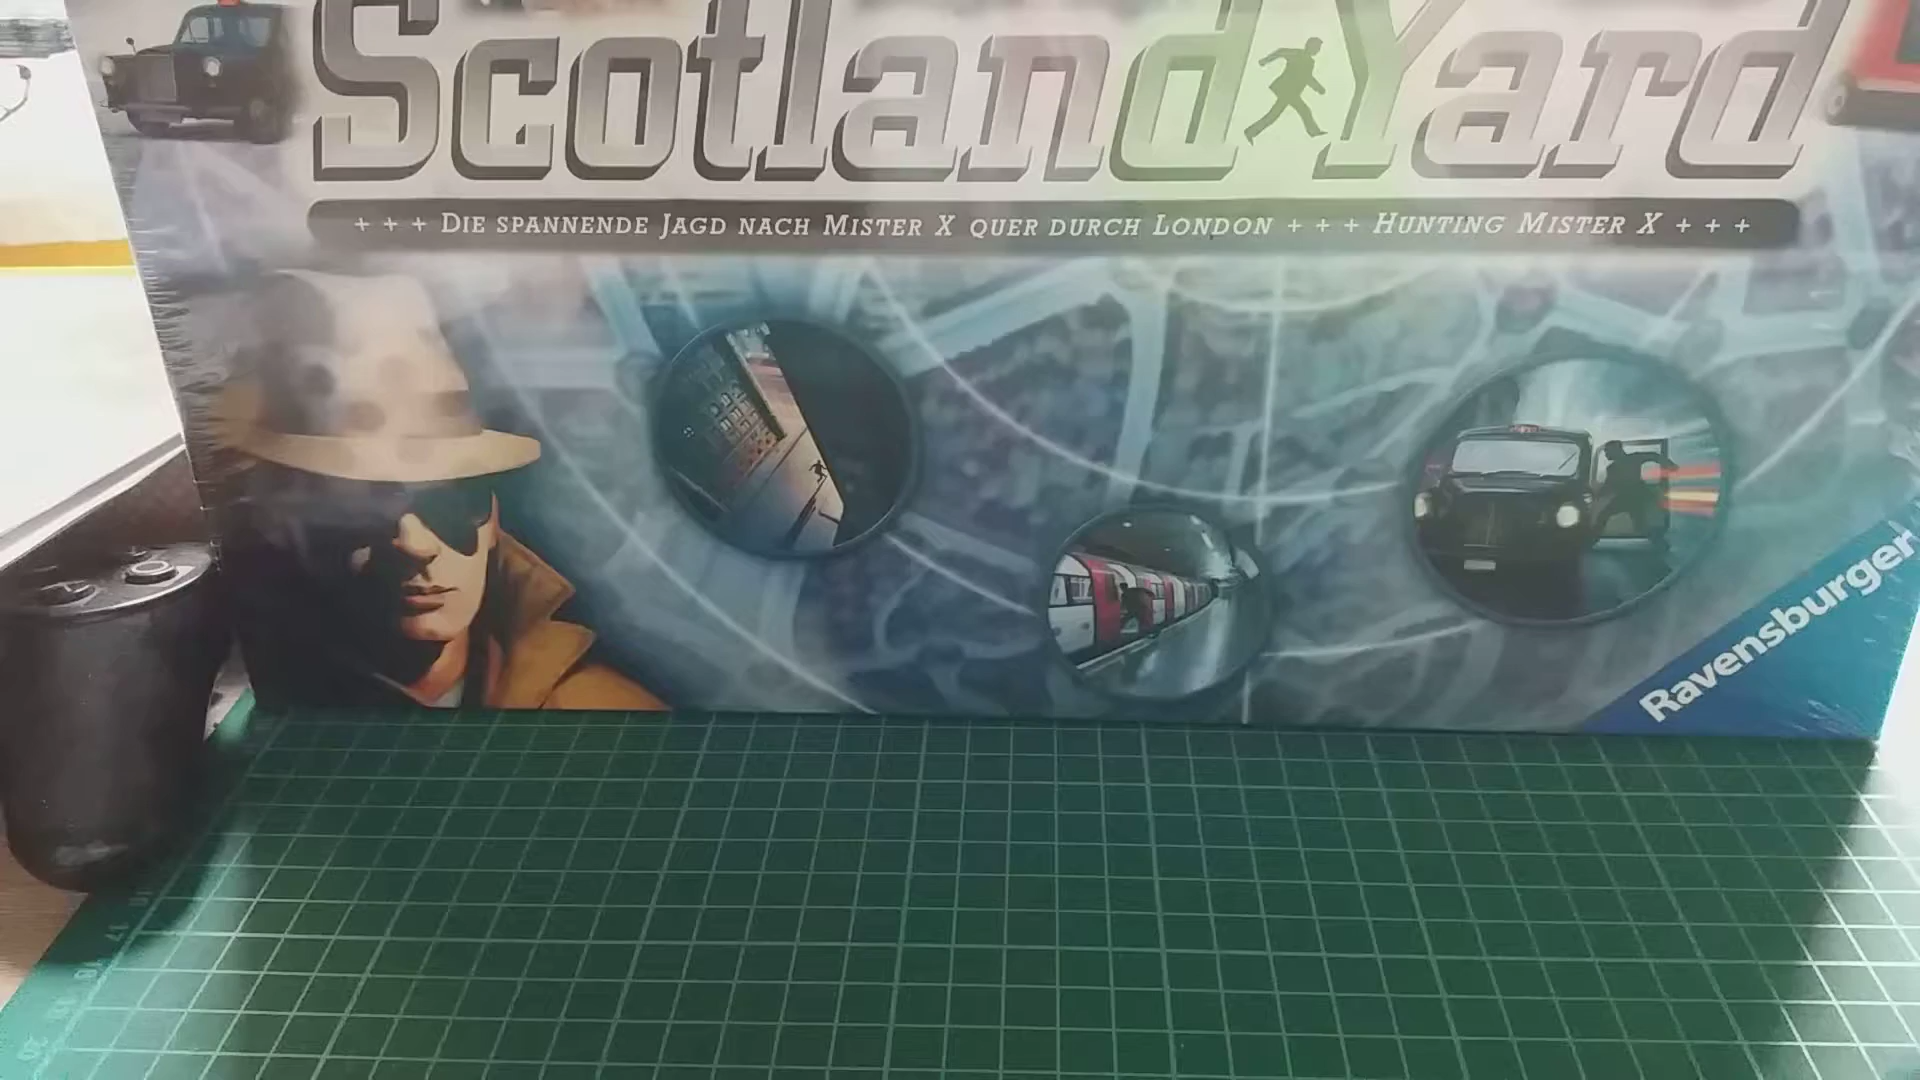 Scotland Yard
+ + + DIE SPANNENDE JAGD NACH MISTER X QUER DURCH LONDON + + + HUNTING MISTER X + + +
Ravensburger